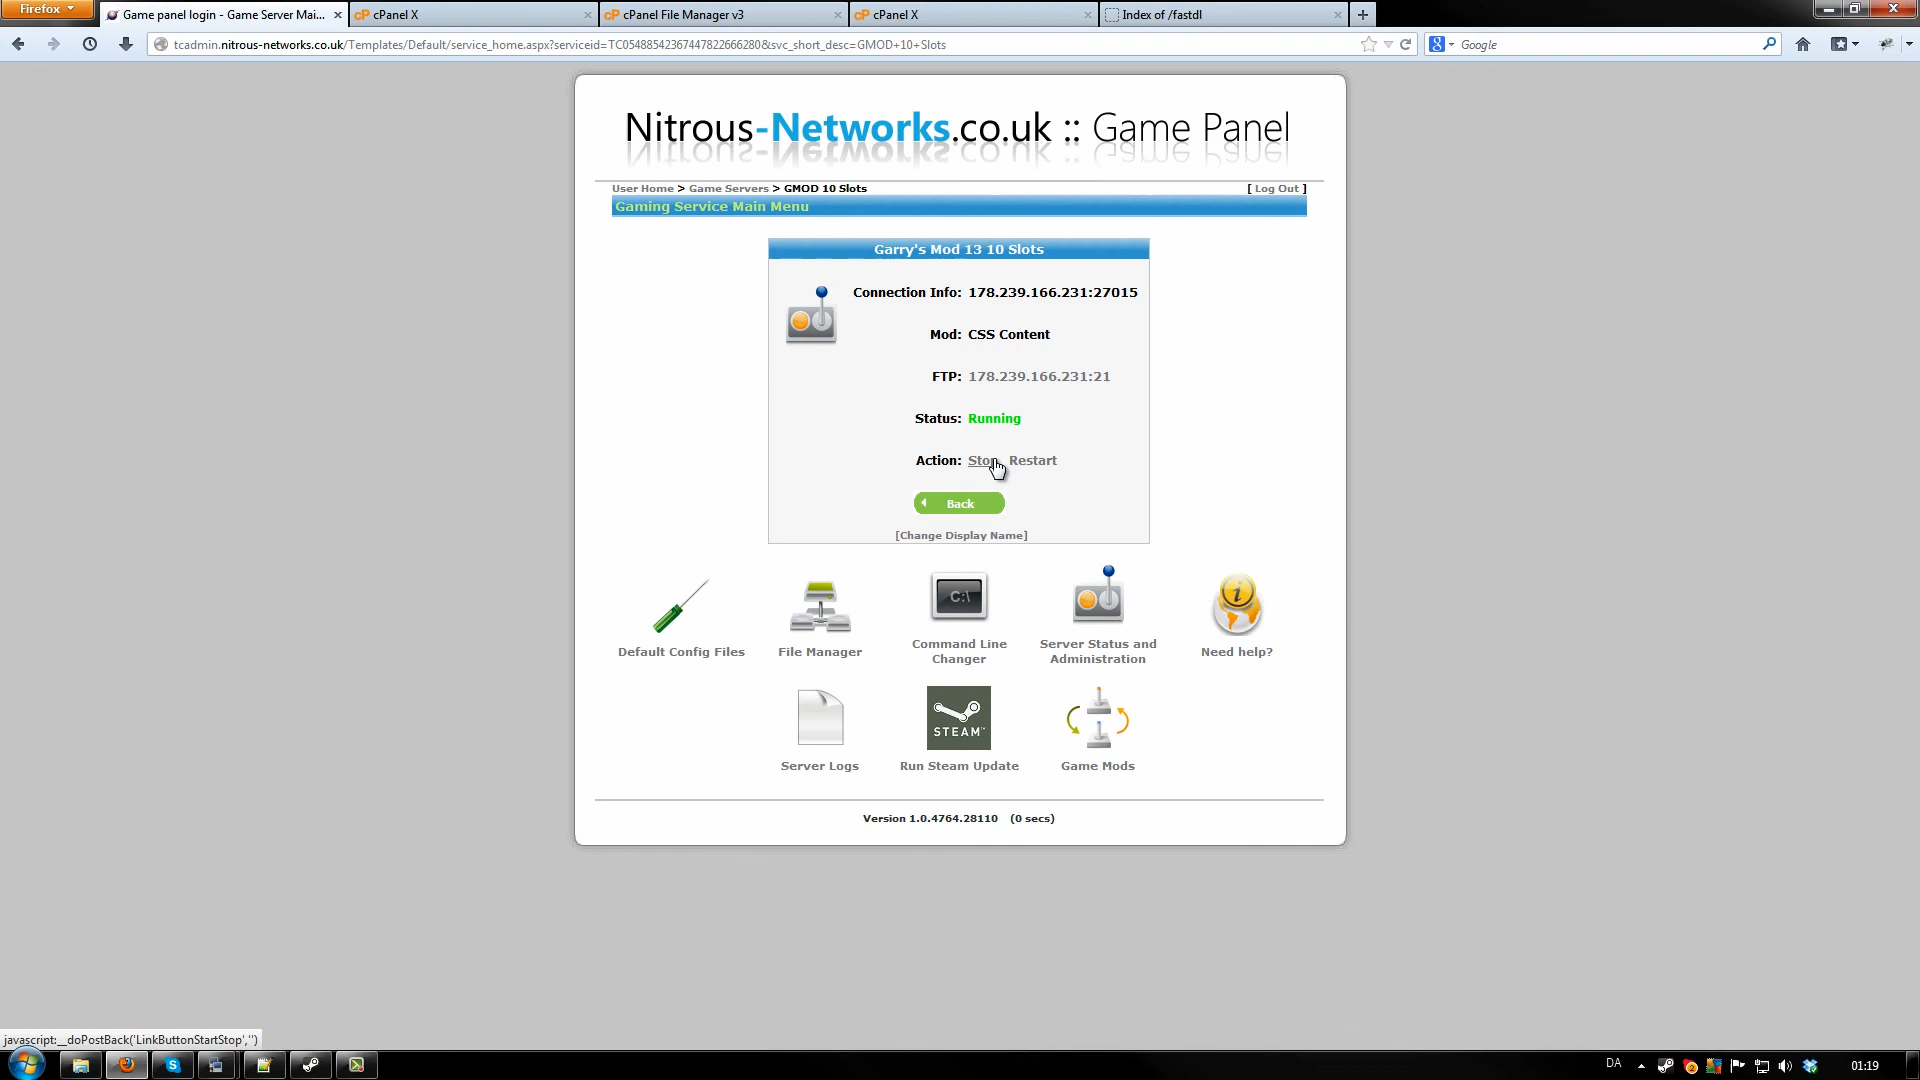 Firefox
Game panel login - Game Server Mai...
cP cPanel X
cP cPanel File Manager v3
cP cPanel X
Index of /fastdl
tcadmin.nitrous-networks.co.uk/Templates/Default/service_home.aspx?serviceid=TC05488542367447822666280&svc_short_desc=GMOD+10+Slots
Google
Nitrous-Networks.co.uk :: Game Panel
User Home > Game Servers > GMOD 10 Slots
[ Log Out ]
Gaming Service Main Menu
Garry's Mod 13 10 Slots
Connection Info: 178.239.166.231:27015
Mod: CSS Content
FTP: 178.239.166.231:21
Status: Running
Action: Stop Restart
Back
[Change Display Name]
C:\
Default Config Files
File Manager
Command Line Changer
Server Status and Administration
Need help?
STEAM
Server Logs
Run Steam Update
Game Mods
Version 1.0.4764.28110 (0 secs)
javascript:__doPostBack('LinkButtonStartStop','')
DA
01:19